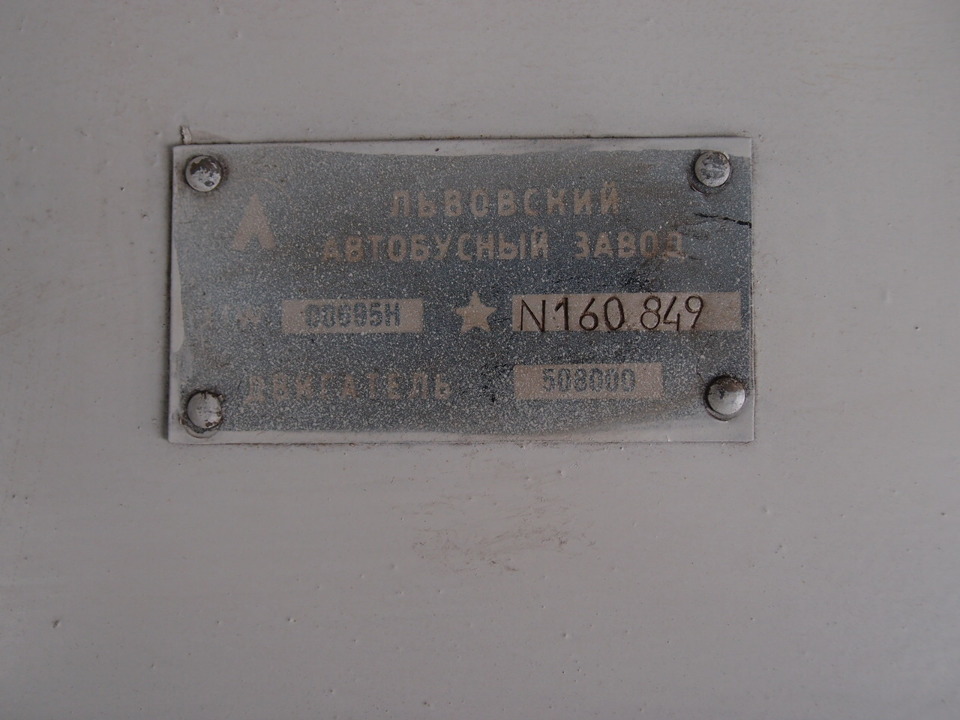 ЛЬВОВСКИЙ
АВТОБУСНЫЙ ЗАВОД
N160 849
ДВИГАТЕЛЬ 508000